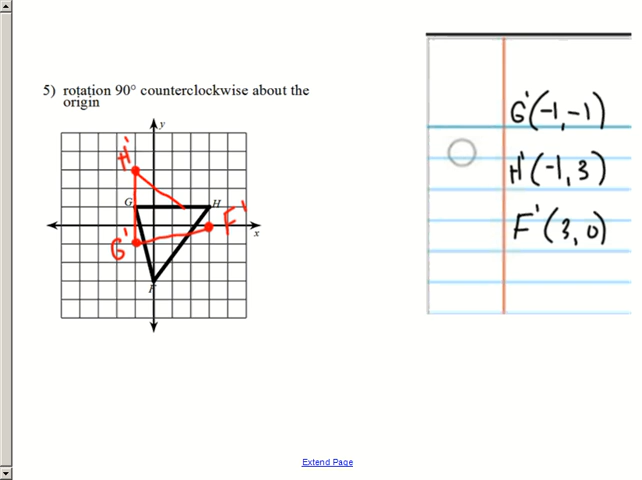 5) rotation 90° counterclockwise about the
origin
y
H'
G
H
F'
x
G'
F
G'(-1,-1)
H'(-1, 3)
F'(3, 0)
Extend Page